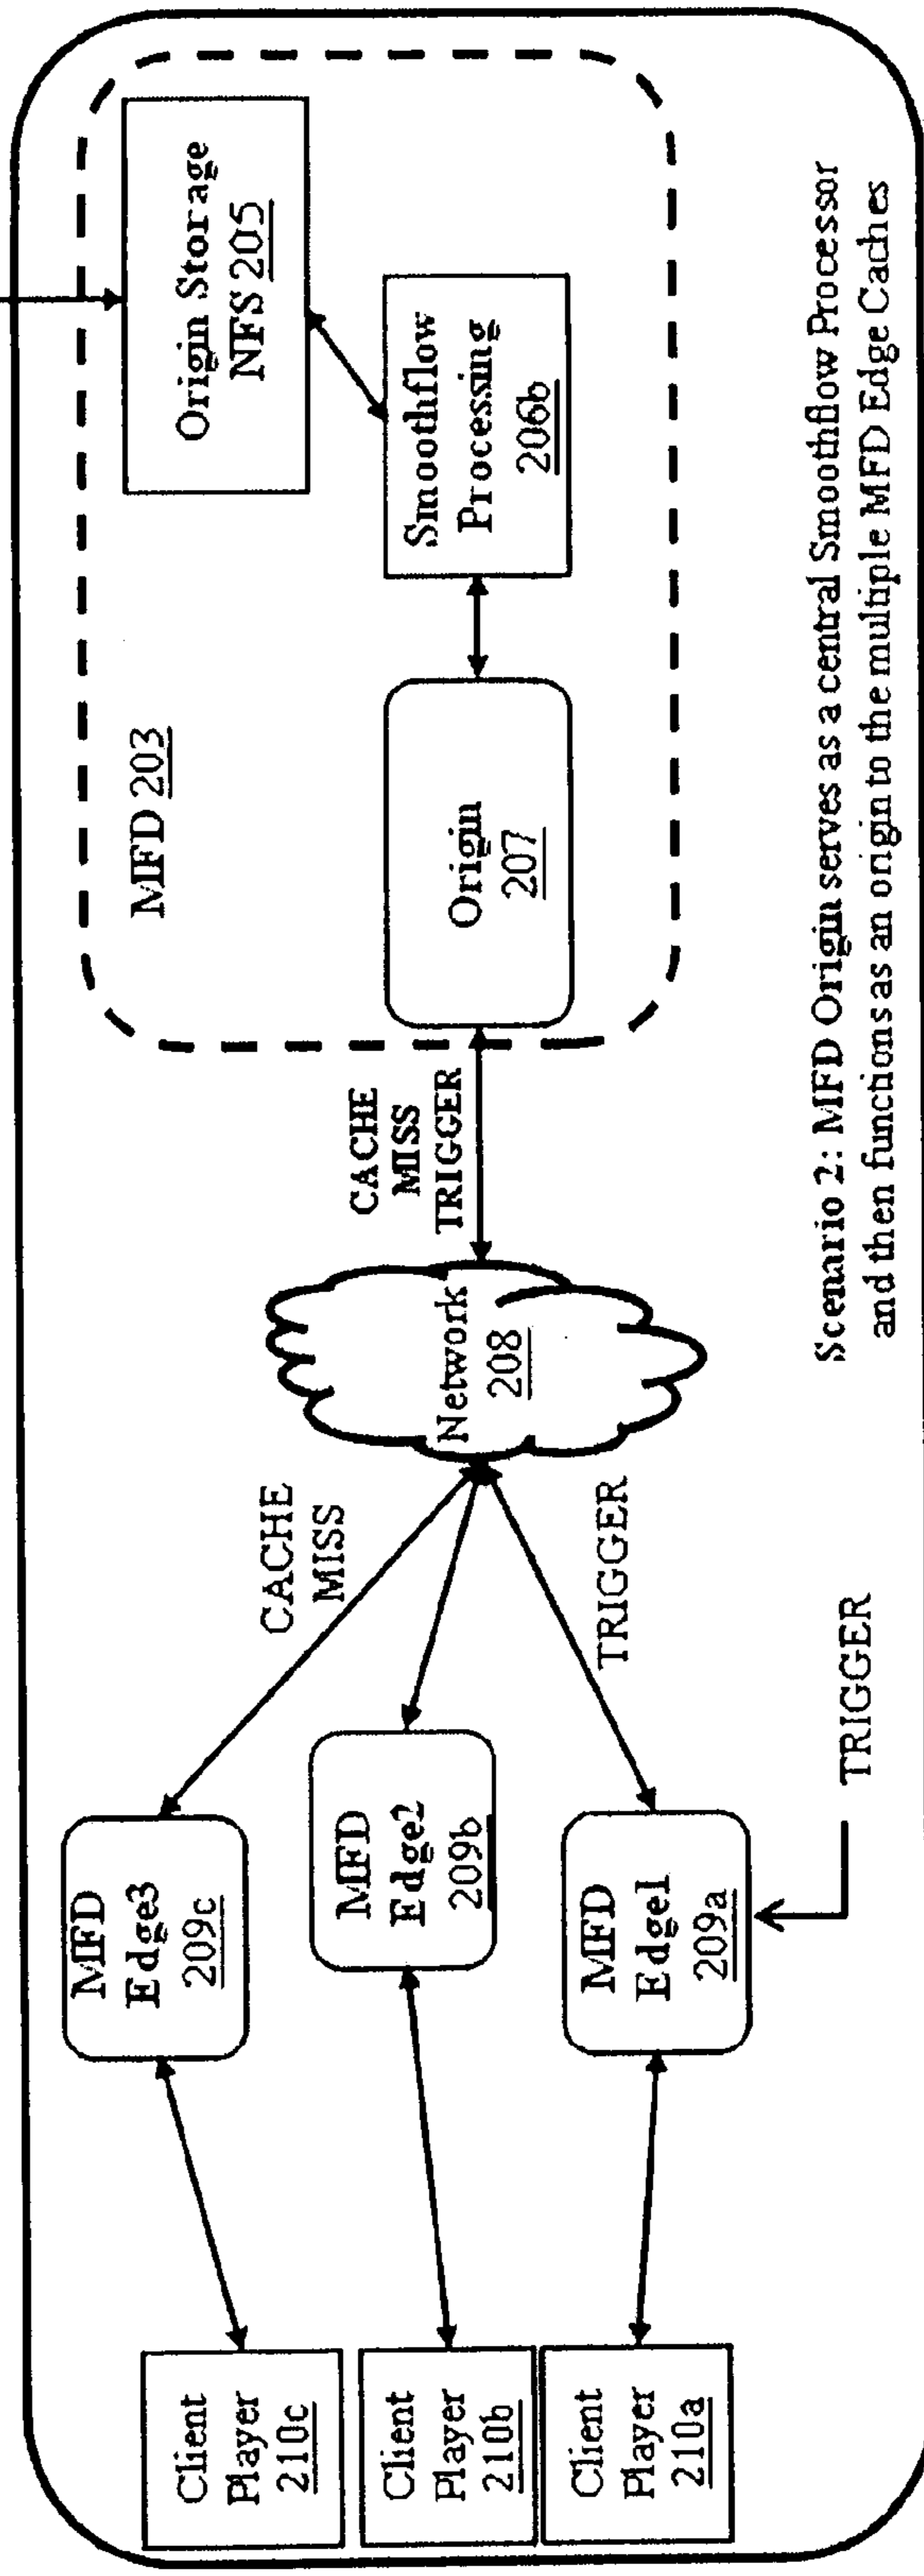 Client
Player
210c
Client
Player
210b
Client
Player
210a
MFD
Edge3
209c
MFD
Edge2
209b
MFD
Edge1
209a
TRIGGER
CACHE
MISS
TRIGGER
Network
208
CACHE
MISS
TRIGGER
MFD 203
Origin
207
Smoothflow
Processing
206b
Origin Storage
NFS 205
Scenario 2: MFD Origin serves as a central Smoothflow Processor
and then functions as an origin to the multiple MFD Edge Caches